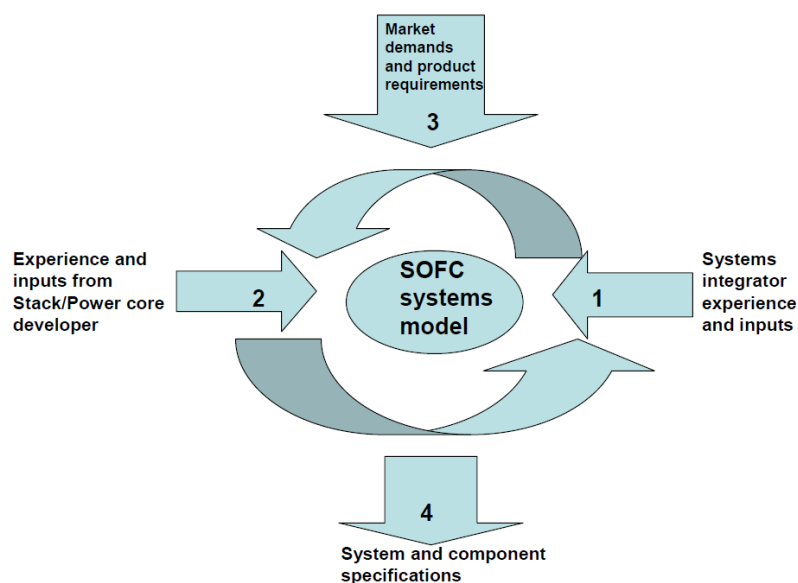 Market
demands
and product
requirements
3
Experience and
inputs from
Stack/Power core
developer
2
SOFC
systems
model
1
Systems
integrator
experience
and inputs
4
System and component
specifications